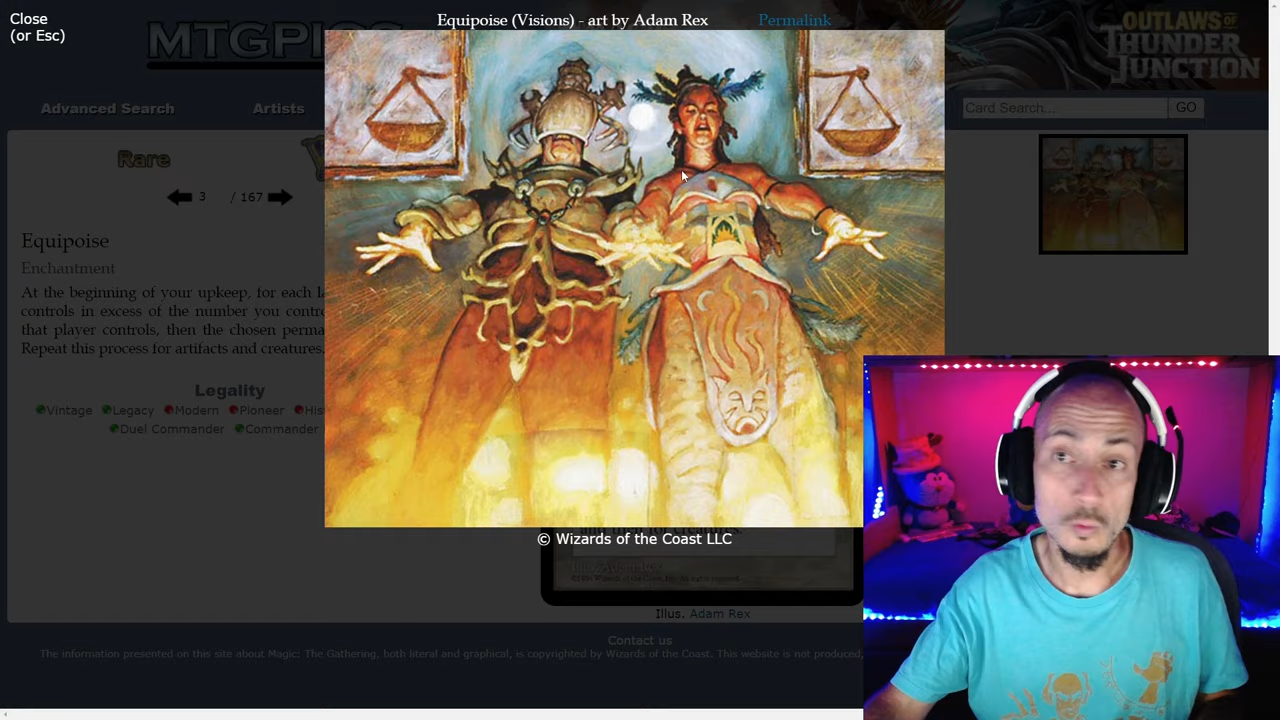 Close
(or Esc)
Equipoise (Visions) - art by Adam Rex Permalink
MTGPI
OUTLAWS OF
THUNDER
JUNCTION
Advanced Search Artists
Card Search... GO
Rare
3 / 167
Equipoise
Enchantment
At the beginning of your upkeep, for each la
controls in excess of the number you contro
that player controls, then the chosen perma
Repeat this process for artifacts and creatures.
Legality
Vintage Legacy Modern Pioneer His
Duel Commander Commander
© Wizards of the Coast LLC
Illus. Adam Rex
Contact us
The information presented on this site about Magic: The Gathering, both literal and graphical, is copyrighted by Wizards of the Coast. This website is not produced,